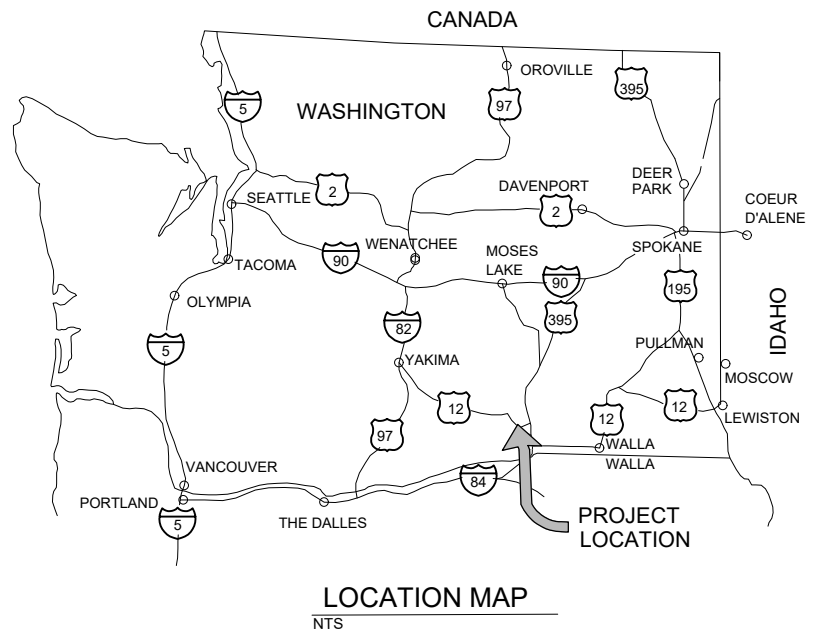 CANADA
OROVILLE
395
5
97
WASHINGTON
DEER
PARK
DAVENPORT
2
SEATTLE
2
COEUR
D'ALENE
WENATCHEE
SPOKANE
MOSES
LAKE
90
90
TACOMA
195
OLYMPIA
IDAHO
395
82
5
PULLMAN
YAKIMA
MOSCOW
12
12
12
LEWISTON
97
WALLA
WALLA
VANCOUVER
84
PORTLAND
5
THE DALLES
PROJECT
LOCATION
LOCATION MAP
NTS